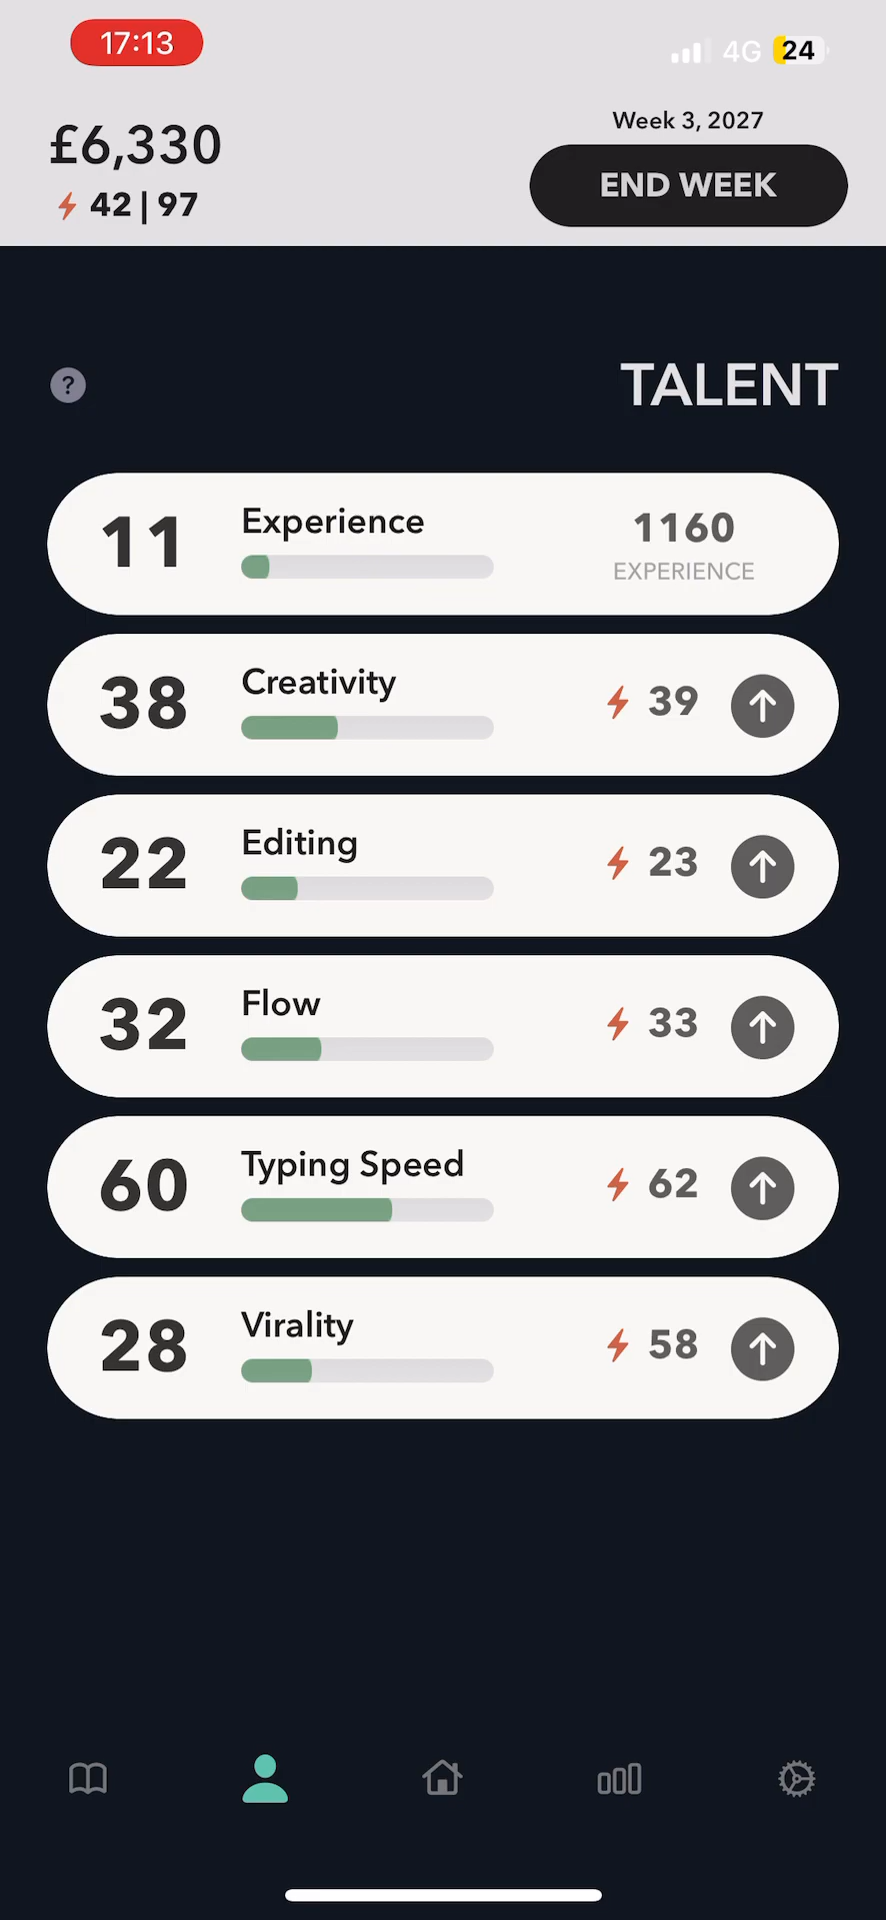 17:13
4G 24
£6,330
Week 3, 2027
42 | 97
END WEEK
?
TALENT
11 Experience 1160
EXPERIENCE
38 Creativity 39
22 Editing 23
32 Flow 33
60 Typing Speed 62
28 Virality 58